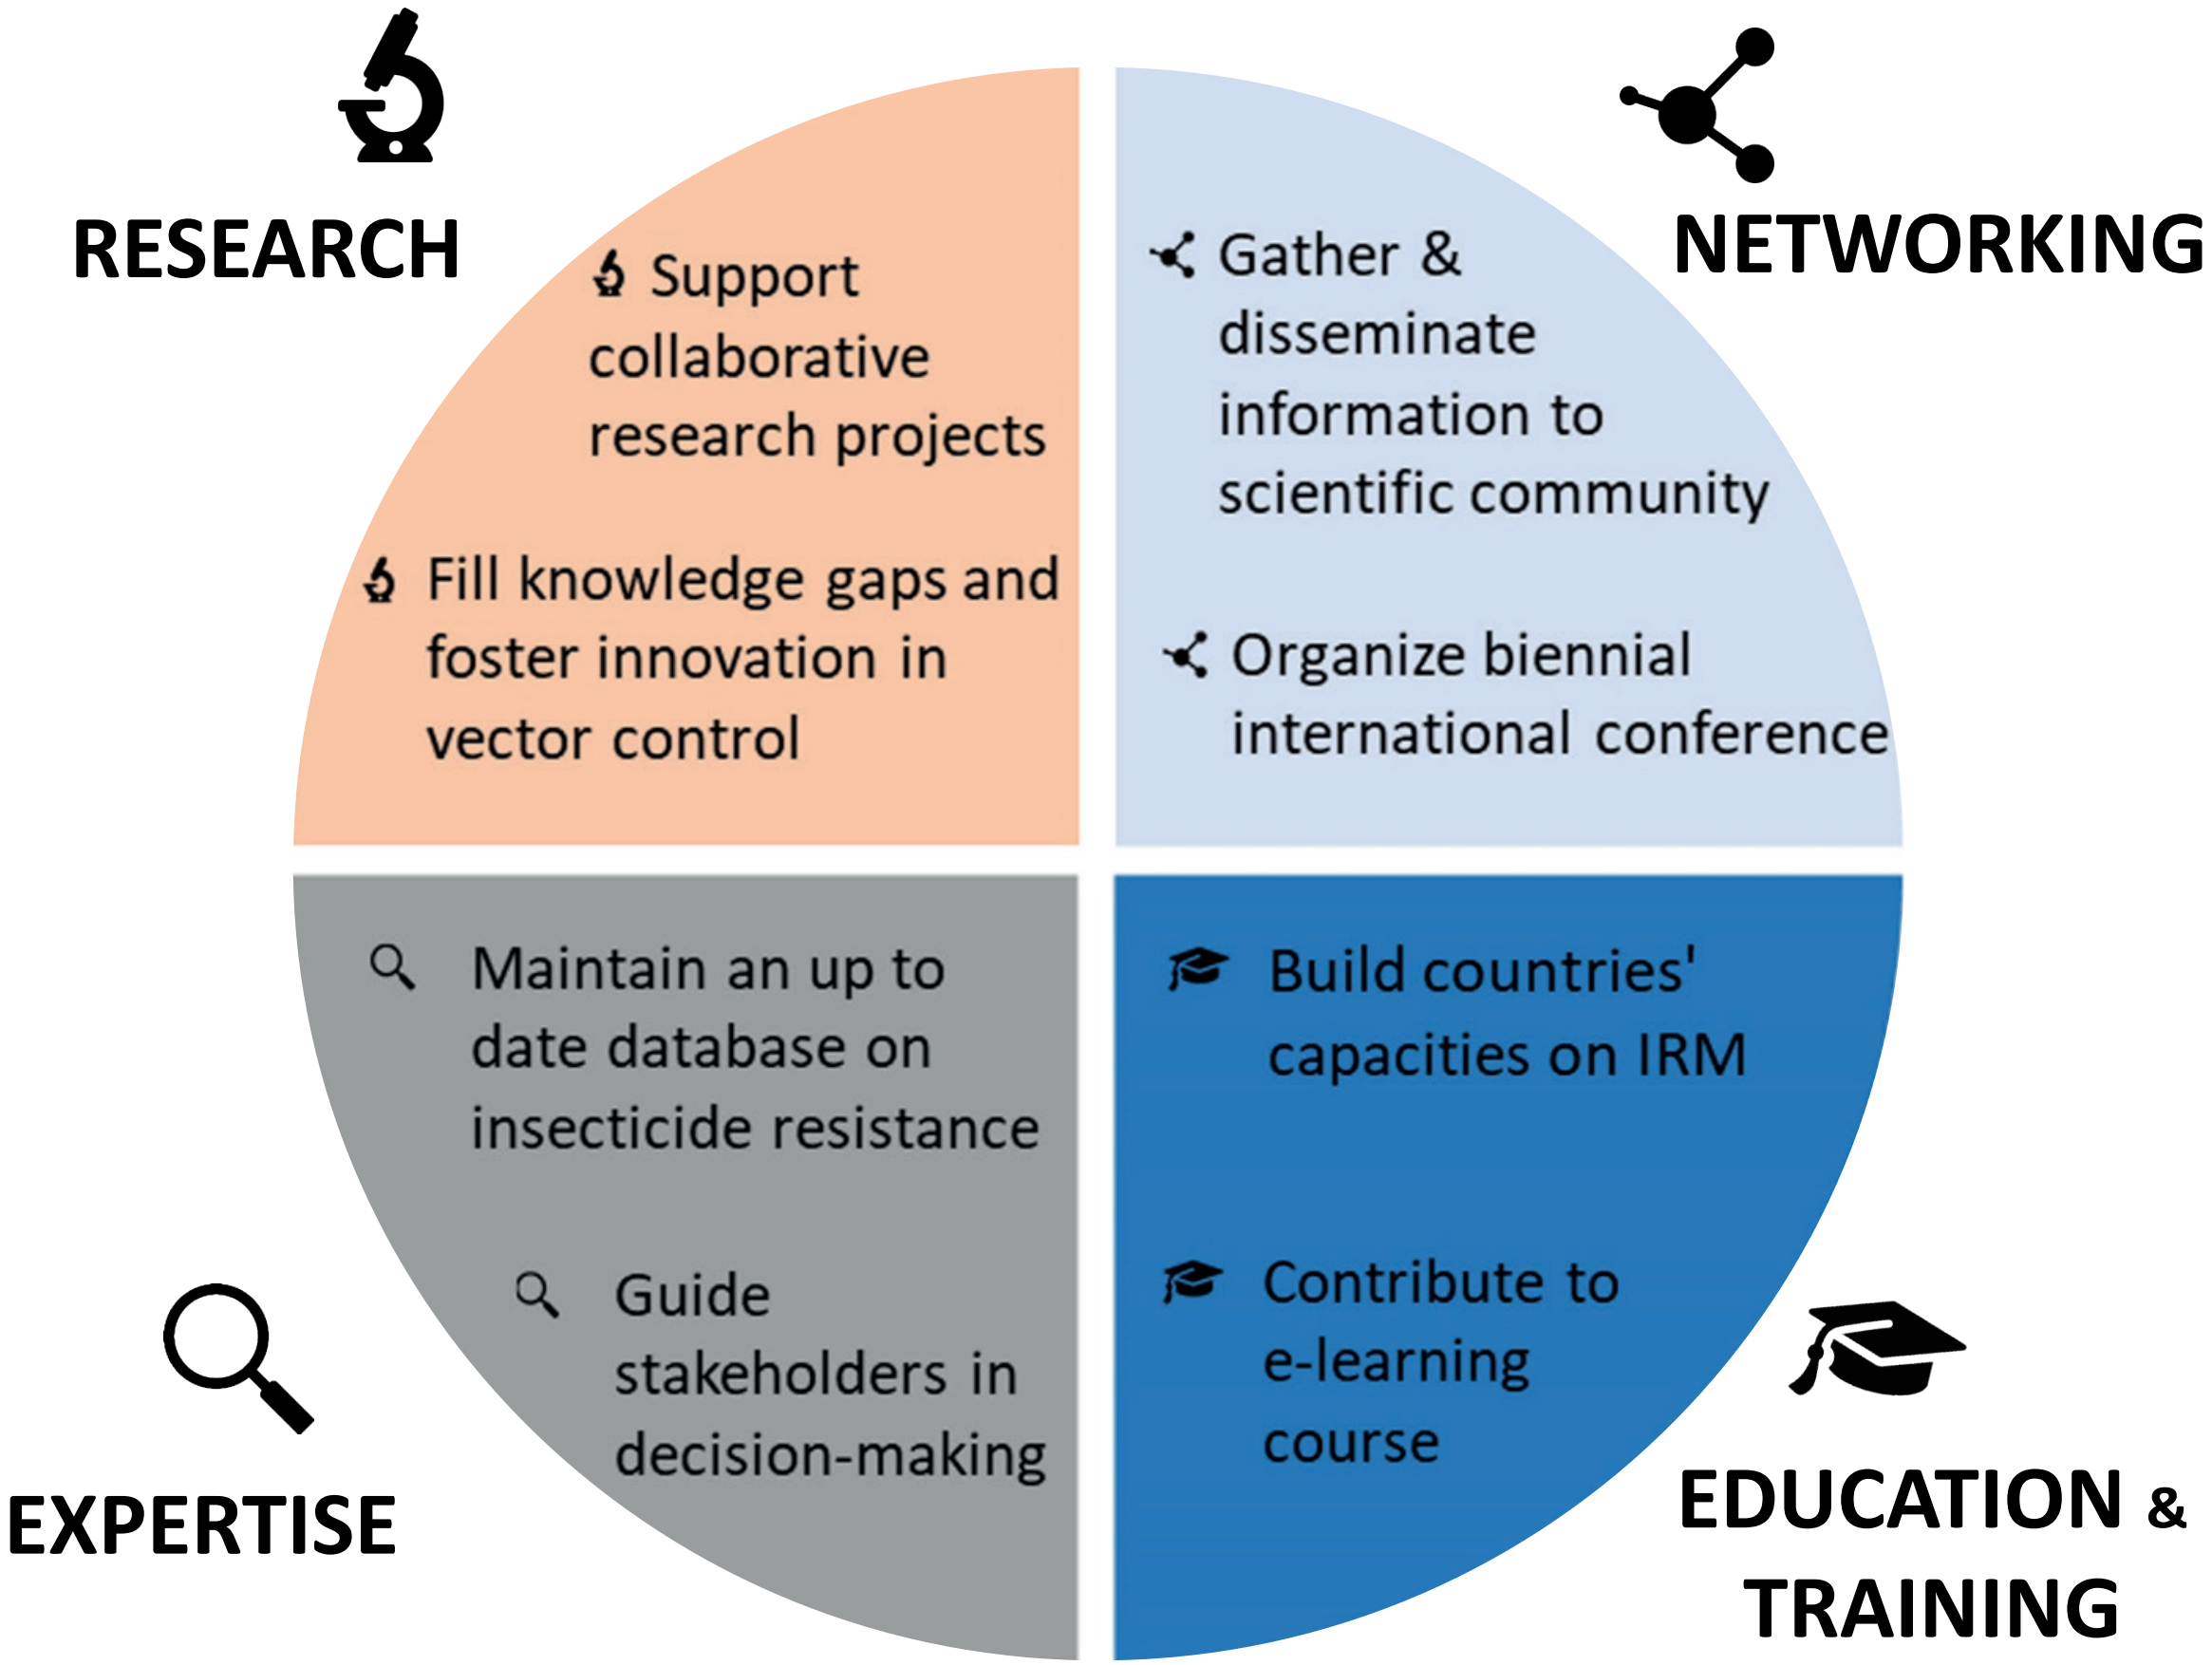 RESEARCH
Support
collaborative
research projects
Fill knowledge gaps and
foster innovation in
vector control
NETWORKING
Gather &
disseminate
information to
scientific community
Organize biennial
international conference
EXPERTISE
Maintain an up to
date database on
insecticide resistance
Guide
stakeholders in
decision-making
Build countries'
capacities on IRM
Contribute to
e-learning
course
EDUCATION &
TRAINING